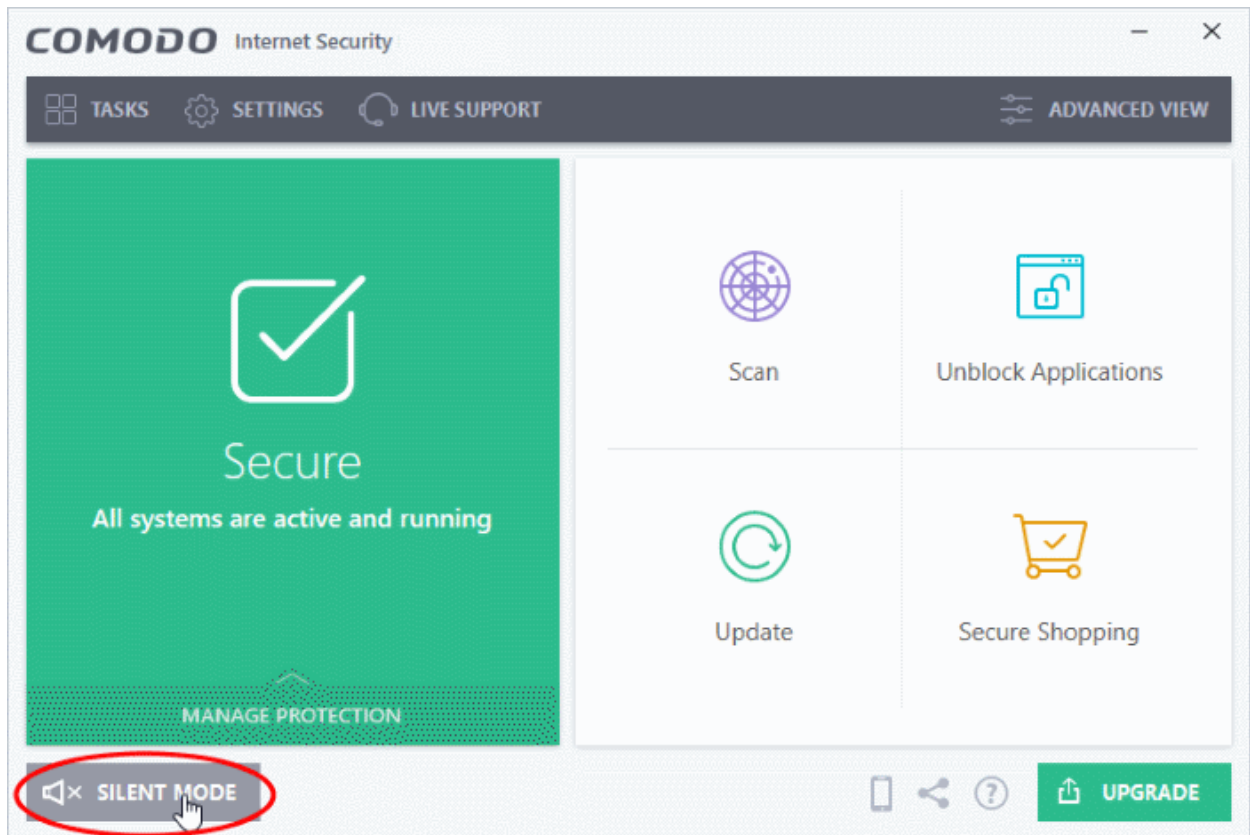 COMODO Internet Security
TASKS SETTINGS LIVE SUPPORT ADVANCED VIEW
Secure
All systems are active and running
MANAGE PROTECTION
Scan
Unblock Applications
Update
Secure Shopping
SILENT MODE
? UPGRADE